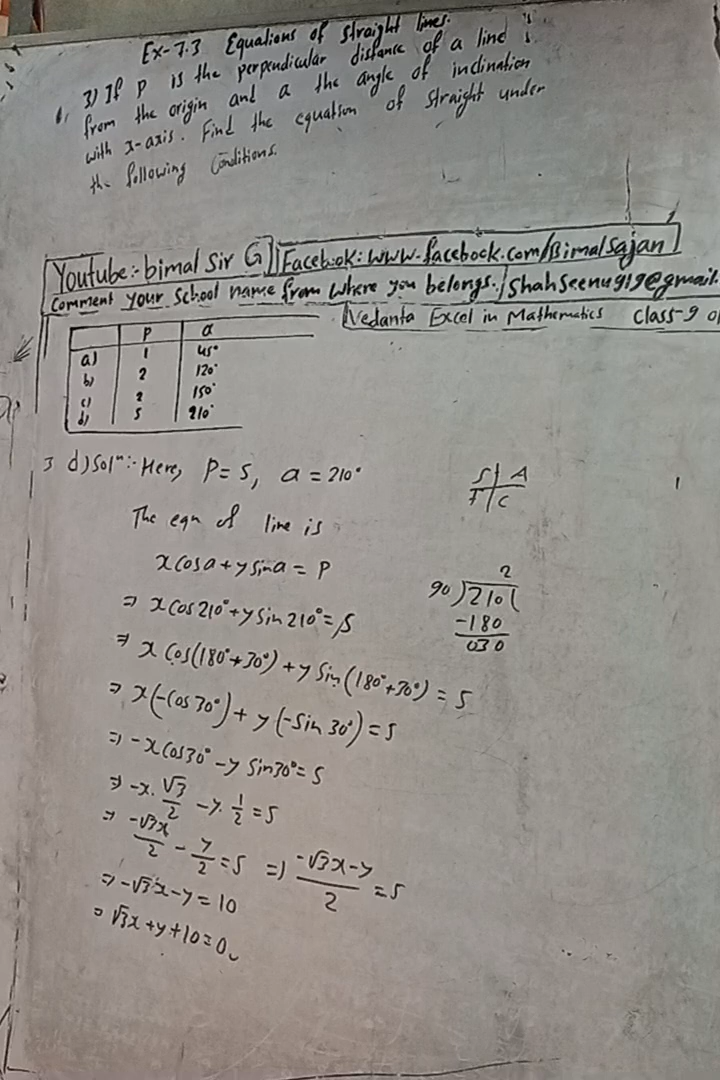 Ex-7.3 Equations of straight lines.
3) If p is the perpendicular distance of a line
from the origin and a the angle of inclination
with x-axis. Find the equation of straight under
the following Conditions.
Youtube:- bimal Sir G Facebook: www.facebook.com/Bimalsajan
Comment your School name from where you belongs. / Shahseenu919@gmail.
Vedanta Excel in Mathematics Class-9 of
P α
a) 1 45°
b) 2 120°
c) 2 150°
d) 5 210°
3 d) Solⁿ:- Here, P = 5, a = 210°
S A
T C
The eqn of line is
x cos a + y sin a = P
⇒ x cos 210° + y sin 210° = 5
90 ) 210 ( 2
-180
030
⇒ x Cos(180° + 30°) + y Sin(180° + 30°) = 5
⇒ x(-Cos 30°) + y(-Sin 30°) = 5
⇒ -x Cos30° - y Sin30° = 5
⇒ -x. √3/2 - y. 1/2 = 5
⇒ -√3x/2 - y/2 = 5 ⇒ (-√3x-y)/2 = 5
⇒ -√3x - y = 10
⇒ √3x + y + 10 = 0